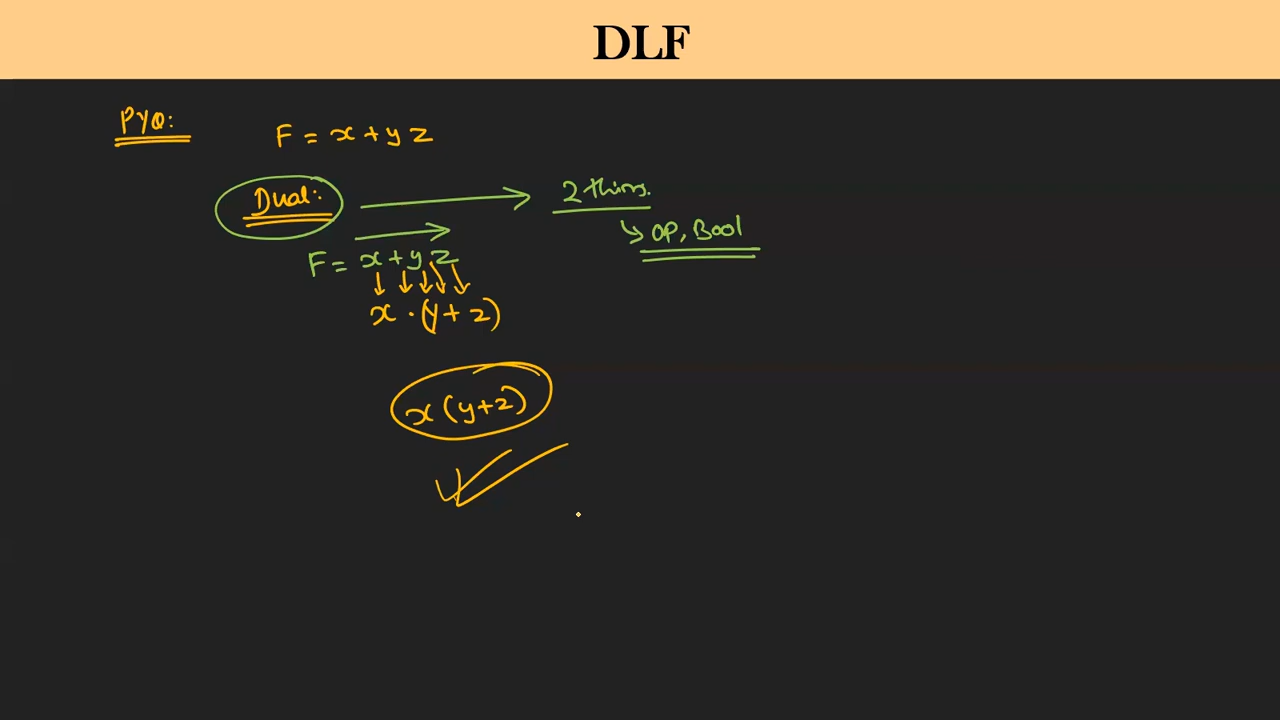 DLF
PYQ:
F = x + y z
Dual:
2 things.
↳ OP, Bool
F = x + y z
x · (y + z)
x (y+z)